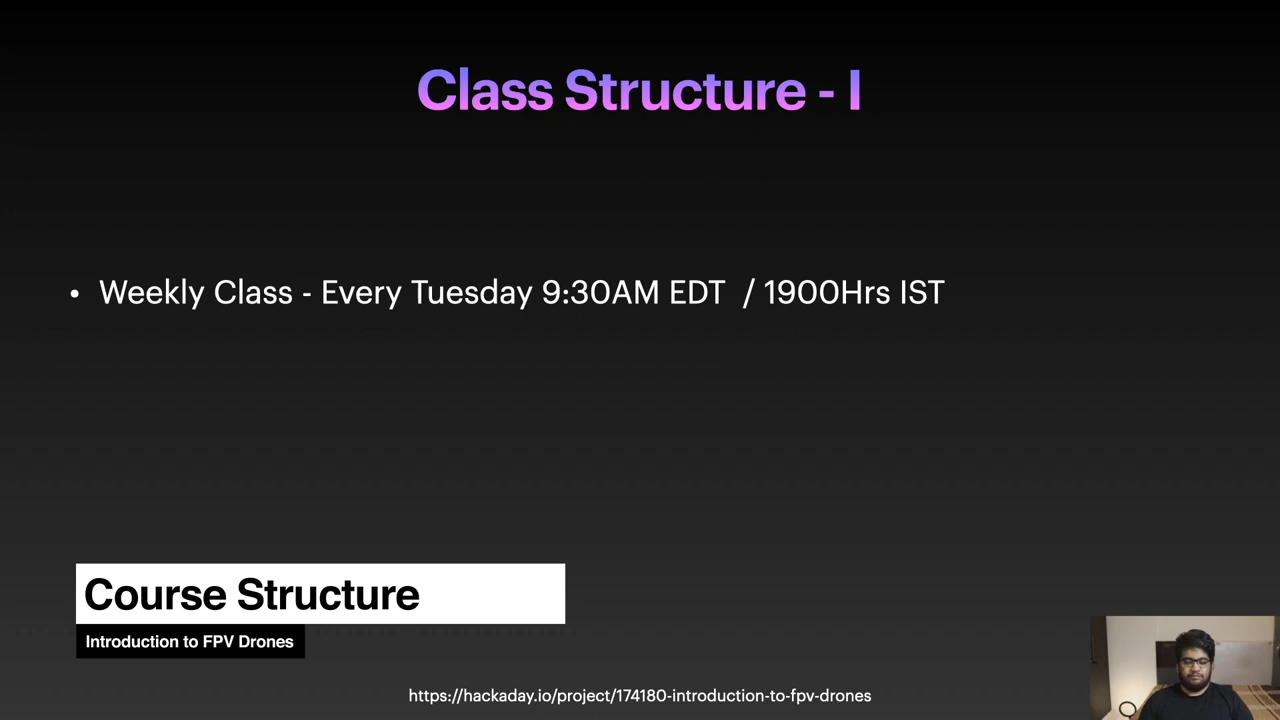 Class Structure - I
• Weekly Class - Every Tuesday 9:30AM EDT / 1900Hrs IST
Course Structure
Introduction to FPV Drones
https://hackaday.io/project/174180-introduction-to-fpv-drones